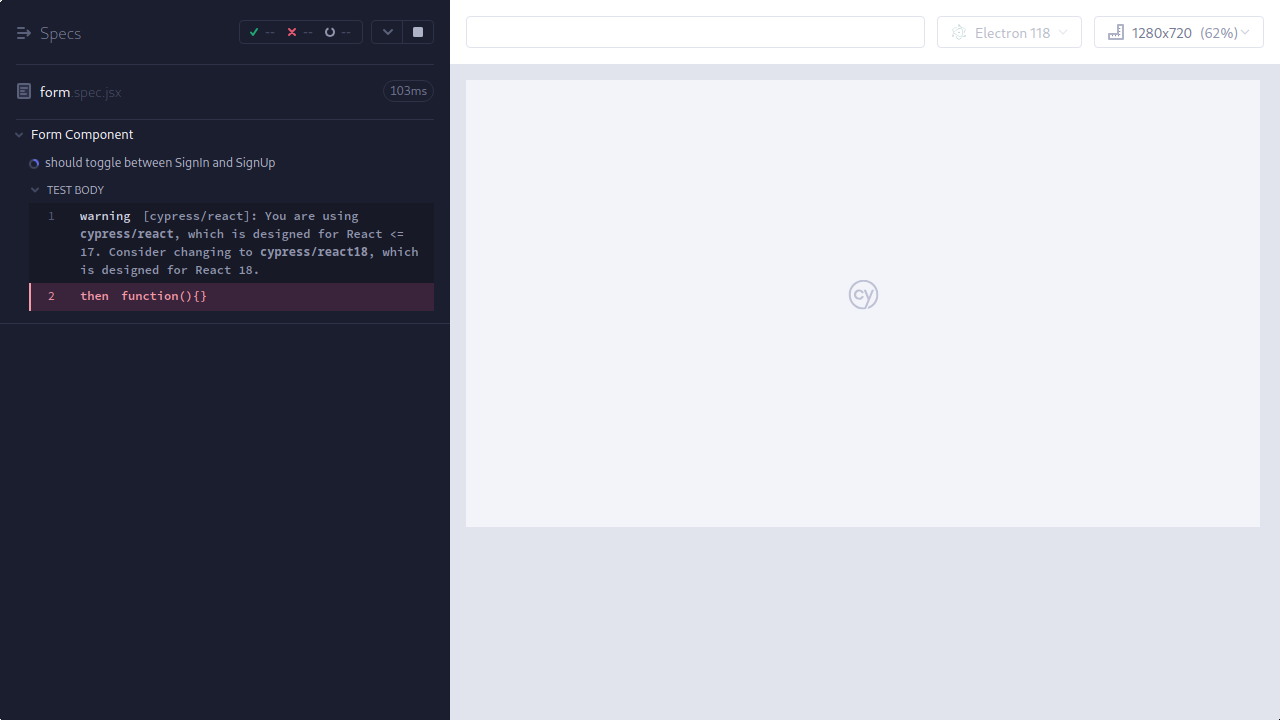 Specs
-- -- --
form.spec.jsx
103ms
Form Component
should toggle between SignIn and SignUp
TEST BODY
1 warning [cypress/react]: You are using
cypress/react, which is designed for React <=
17. Consider changing to cypress/react18, which
is designed for React 18.
2 then function(){}
Electron 118
1280x720 (62%)
cy